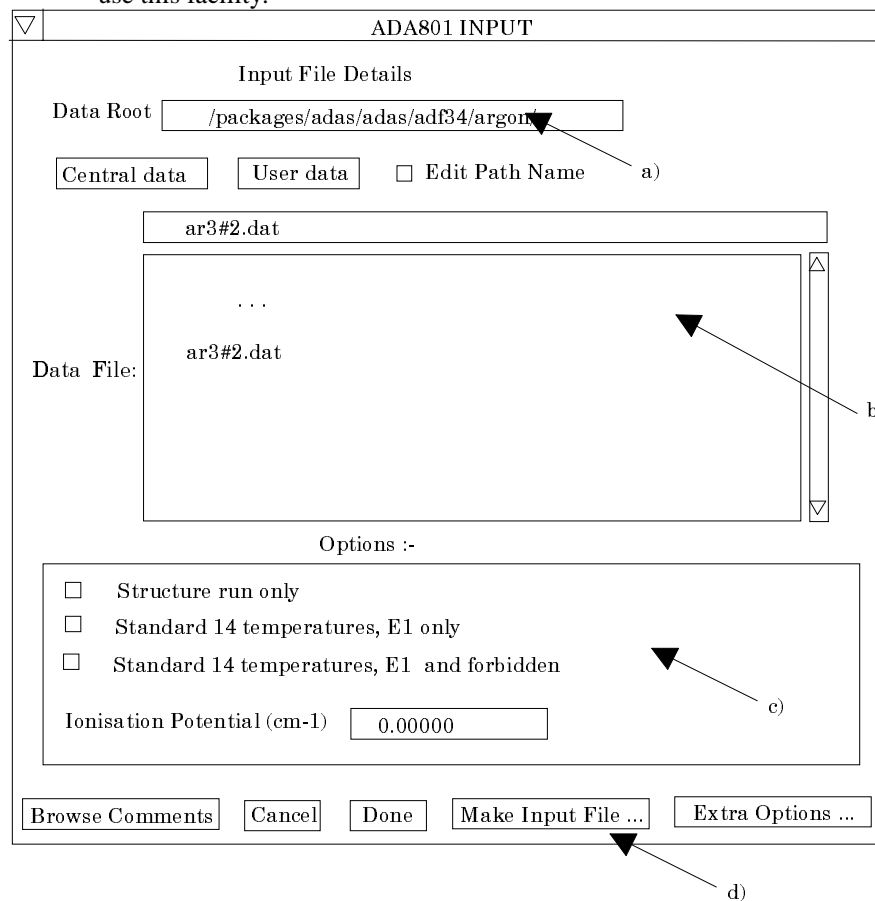 use this facility.
ADA801 INPUT
Input File Details
Data Root /packages/adas/adas/adf34/argon/
a)
Central data User data Edit Path Name
ar3#2.dat
. . .
ar3#2.dat
Data File:
b
Options :-
Structure run only
Standard 14 temperatures, E1 only
Standard 14 temperatures, E1 and forbidden
c)
Ionisation Potential (cm-1) 0.00000
Browse Comments Cancel Done Make Input File ... Extra Options ...
d)